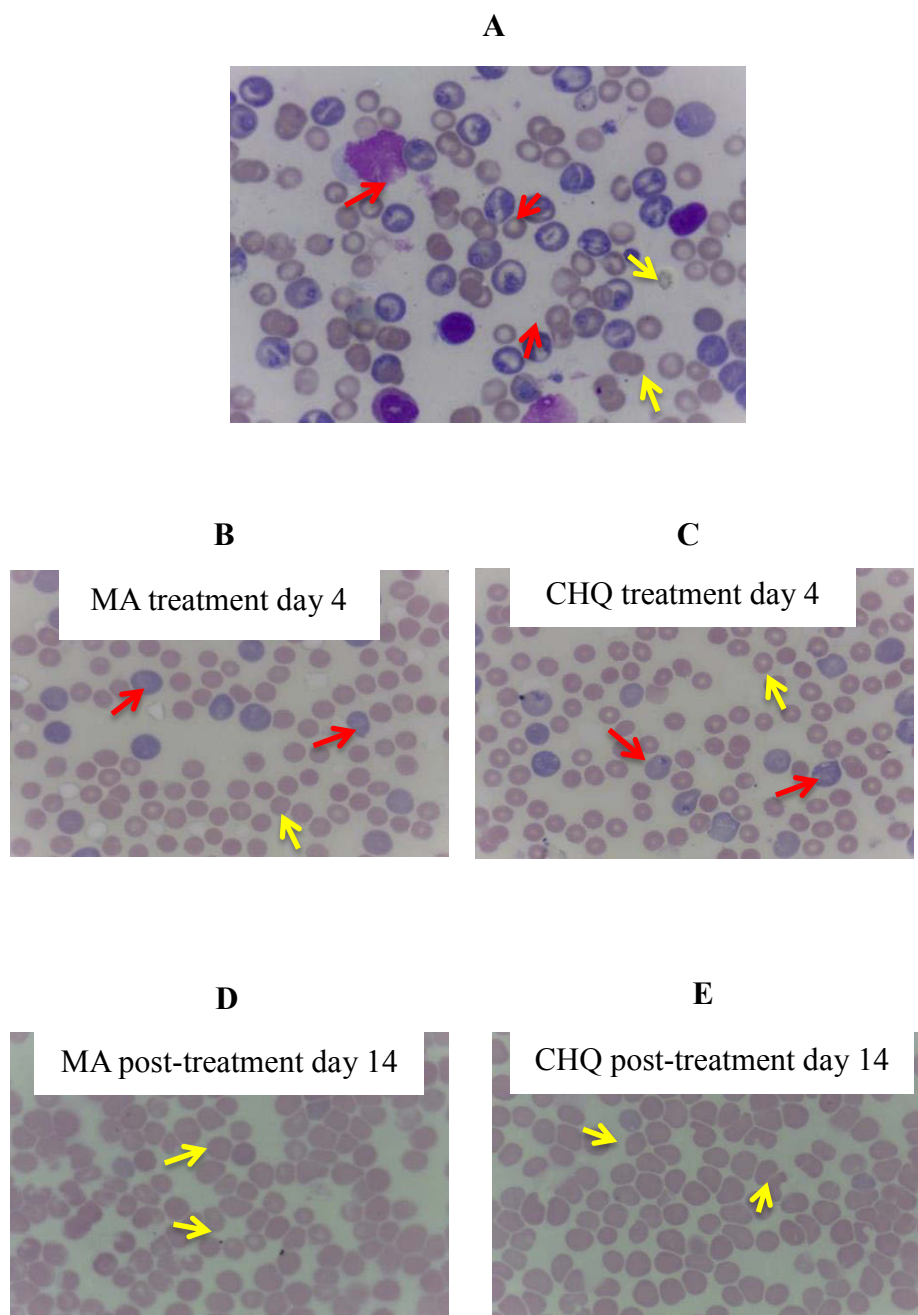 A
B
C
MA treatment day 4
CHQ treatment day 4
D
E
MA post-treatment day 14
CHQ post-treatment day 14